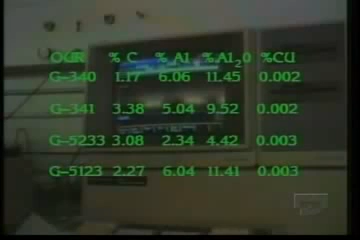 OUR % C % Al %Al₂0 %CU
G-340 1.17 6.06 11.45 0.002
G-341 3.38 5.04 9.52 0.002
G-5233 3.08 2.34 4.42 0.003
G-5123 2.27 6.04 11.41 0.003